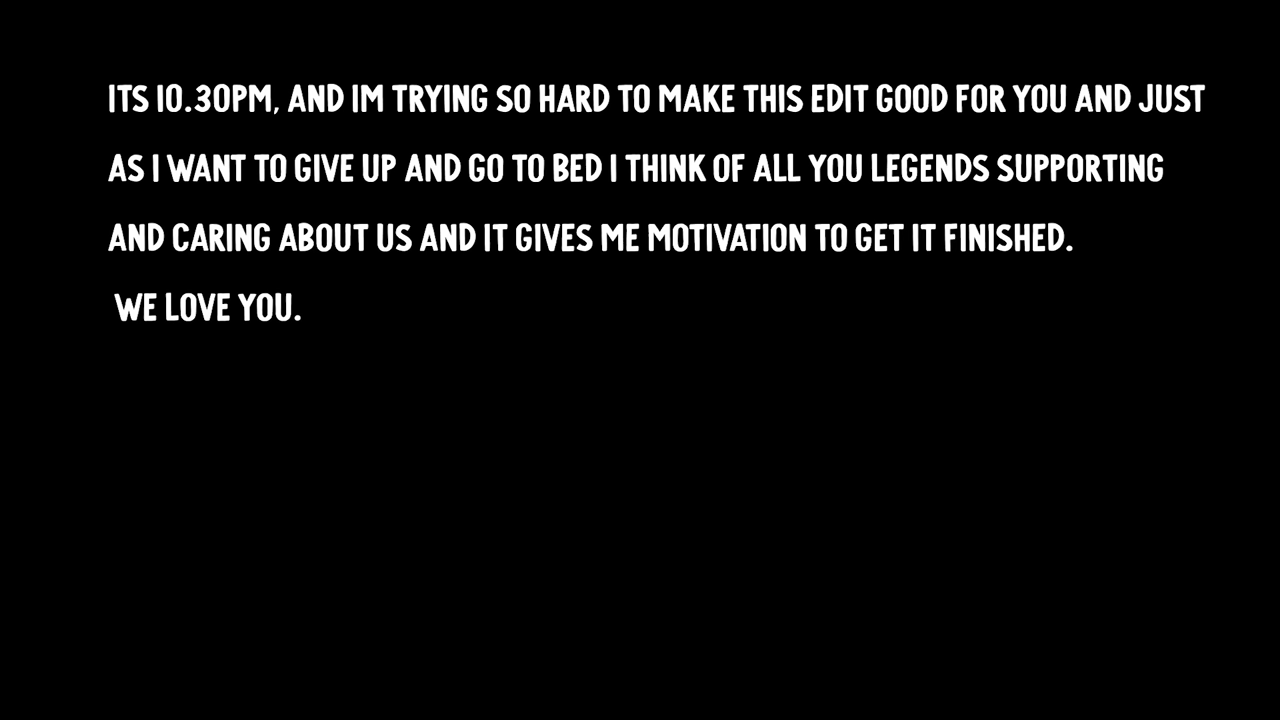 ITS 10.30PM, AND IM TRYING SO HARD TO MAKE THIS EDIT GOOD FOR YOU AND JUST
AS I WANT TO GIVE UP AND GO TO BED I THINK OF ALL YOU LEGENDS SUPPORTING
AND CARING ABOUT US AND IT GIVES ME MOTIVATION TO GET IT FINISHED.
WE LOVE YOU.